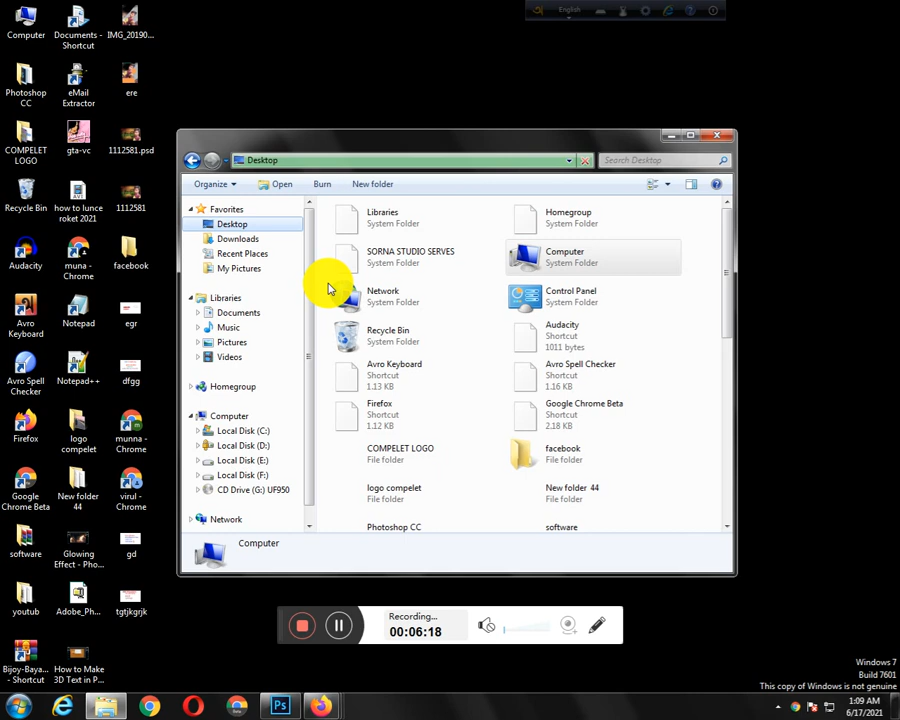 English
Computer
Documents -
Shortcut
IMG_20190...
Photoshop
CC
eMail
Extractor
ere
COMPELET
LOGO
gta-vc
1112581.psd
Recycle Bin
how to lunce
roket 2021
1112581
Audacity
muna -
Chrome
facebook
Avro
Keyboard
Notepad
egr
Avro Spell
Checker
Notepad++
dfgg
Firefox
logo
compelet
munna -
Chrome
Google
Chrome Beta
New folder
44
virul -
Chrome
software
Glowing
Effect - Pho...
gd
youtub
Adobe_Ph...
tgtjkgrjk
Bijoy-Baya...
- Shortcut
How to Make
3D Text in P...
Desktop
Search Desktop
Organize
Open
Burn
New folder
Favorites
Desktop
Downloads
Recent Places
My Pictures
Libraries
Documents
Music
Pictures
Videos
Homegroup
Computer
Local Disk (C:)
Local Disk (D:)
Local Disk (E:)
Local Disk (F:)
CD Drive (G:) UF950
Network
Libraries
System Folder
Homegroup
System Folder
SORNA STUDIO SERVES
System Folder
Computer
System Folder
Network
System Folder
Control Panel
System Folder
Recycle Bin
System Folder
Audacity
Shortcut
1011 bytes
Avro Keyboard
Shortcut
1.13 KB
Avro Spell Checker
Shortcut
1.16 KB
Firefox
Shortcut
1.12 KB
Google Chrome Beta
Shortcut
2.18 KB
COMPELET LOGO
File folder
facebook
File folder
logo compelet
File folder
New folder 44
File folder
Photoshop CC
software
Computer
Recording...
00:06:18
Windows 7
Build 7601
This copy of Windows is not genuine
Ps
1:09 AM
6/17/2021